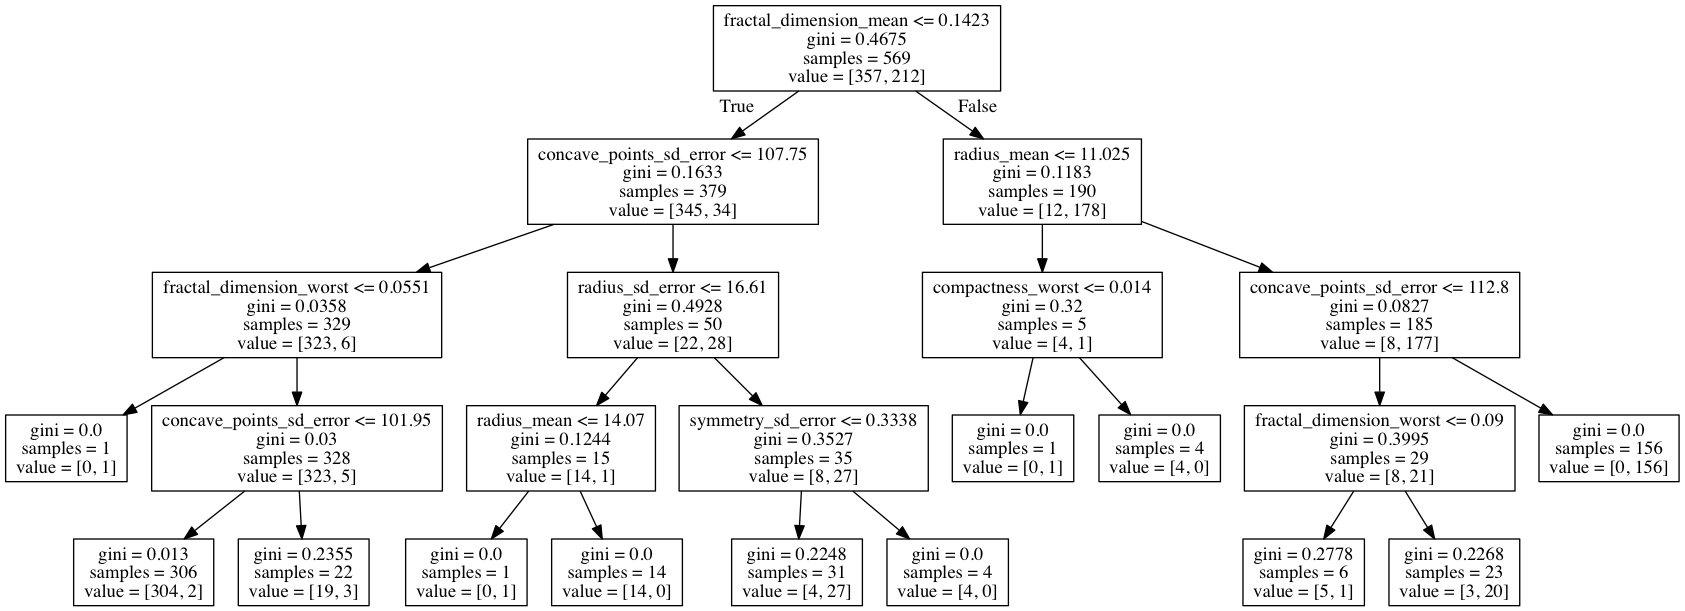 fractal_dimension_mean <= 0.1423
gini = 0.4675
samples = 569
value = [357, 212]
True
False
concave_points_sd_error <= 107.75
gini = 0.1633
samples = 379
value = [345, 34]
radius_mean <= 11.025
gini = 0.1183
samples = 190
value = [12, 178]
fractal_dimension_worst <= 0.0551
gini = 0.0358
samples = 329
value = [323, 6]
radius_sd_error <= 16.61
gini = 0.4928
samples = 50
value = [22, 28]
compactness_worst <= 0.014
gini = 0.32
samples = 5
value = [4, 1]
concave_points_sd_error <= 112.8
gini = 0.0827
samples = 185
value = [8, 177]
gini = 0.0
samples = 1
value = [0, 1]
concave_points_sd_error <= 101.95
gini = 0.03
samples = 328
value = [323, 5]
radius_mean <= 14.07
gini = 0.1244
samples = 15
value = [14, 1]
symmetry_sd_error <= 0.3338
gini = 0.3527
samples = 35
value = [8, 27]
gini = 0.0
samples = 1
value = [0, 1]
gini = 0.0
samples = 4
value = [4, 0]
fractal_dimension_worst <= 0.09
gini = 0.3995
samples = 29
value = [8, 21]
gini = 0.0
samples = 156
value = [0, 156]
gini = 0.013
samples = 306
value = [304, 2]
gini = 0.2355
samples = 22
value = [19, 3]
gini = 0.0
samples = 1
value = [0, 1]
gini = 0.0
samples = 14
value = [14, 0]
gini = 0.2248
samples = 31
value = [4, 27]
gini = 0.0
samples = 4
value = [4, 0]
gini = 0.2778
samples = 6
value = [5, 1]
gini = 0.2268
samples = 23
value = [3, 20]